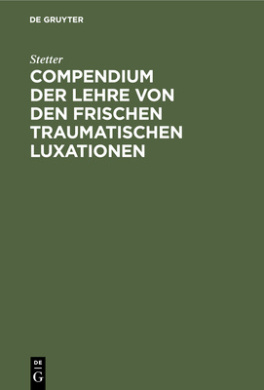 DE GRUYTER
Stetter
COMPENDIUM
DER LEHRE VON
DEN FRISCHEN
TRAUMATISCHEN
LUXATIONEN
DE
G